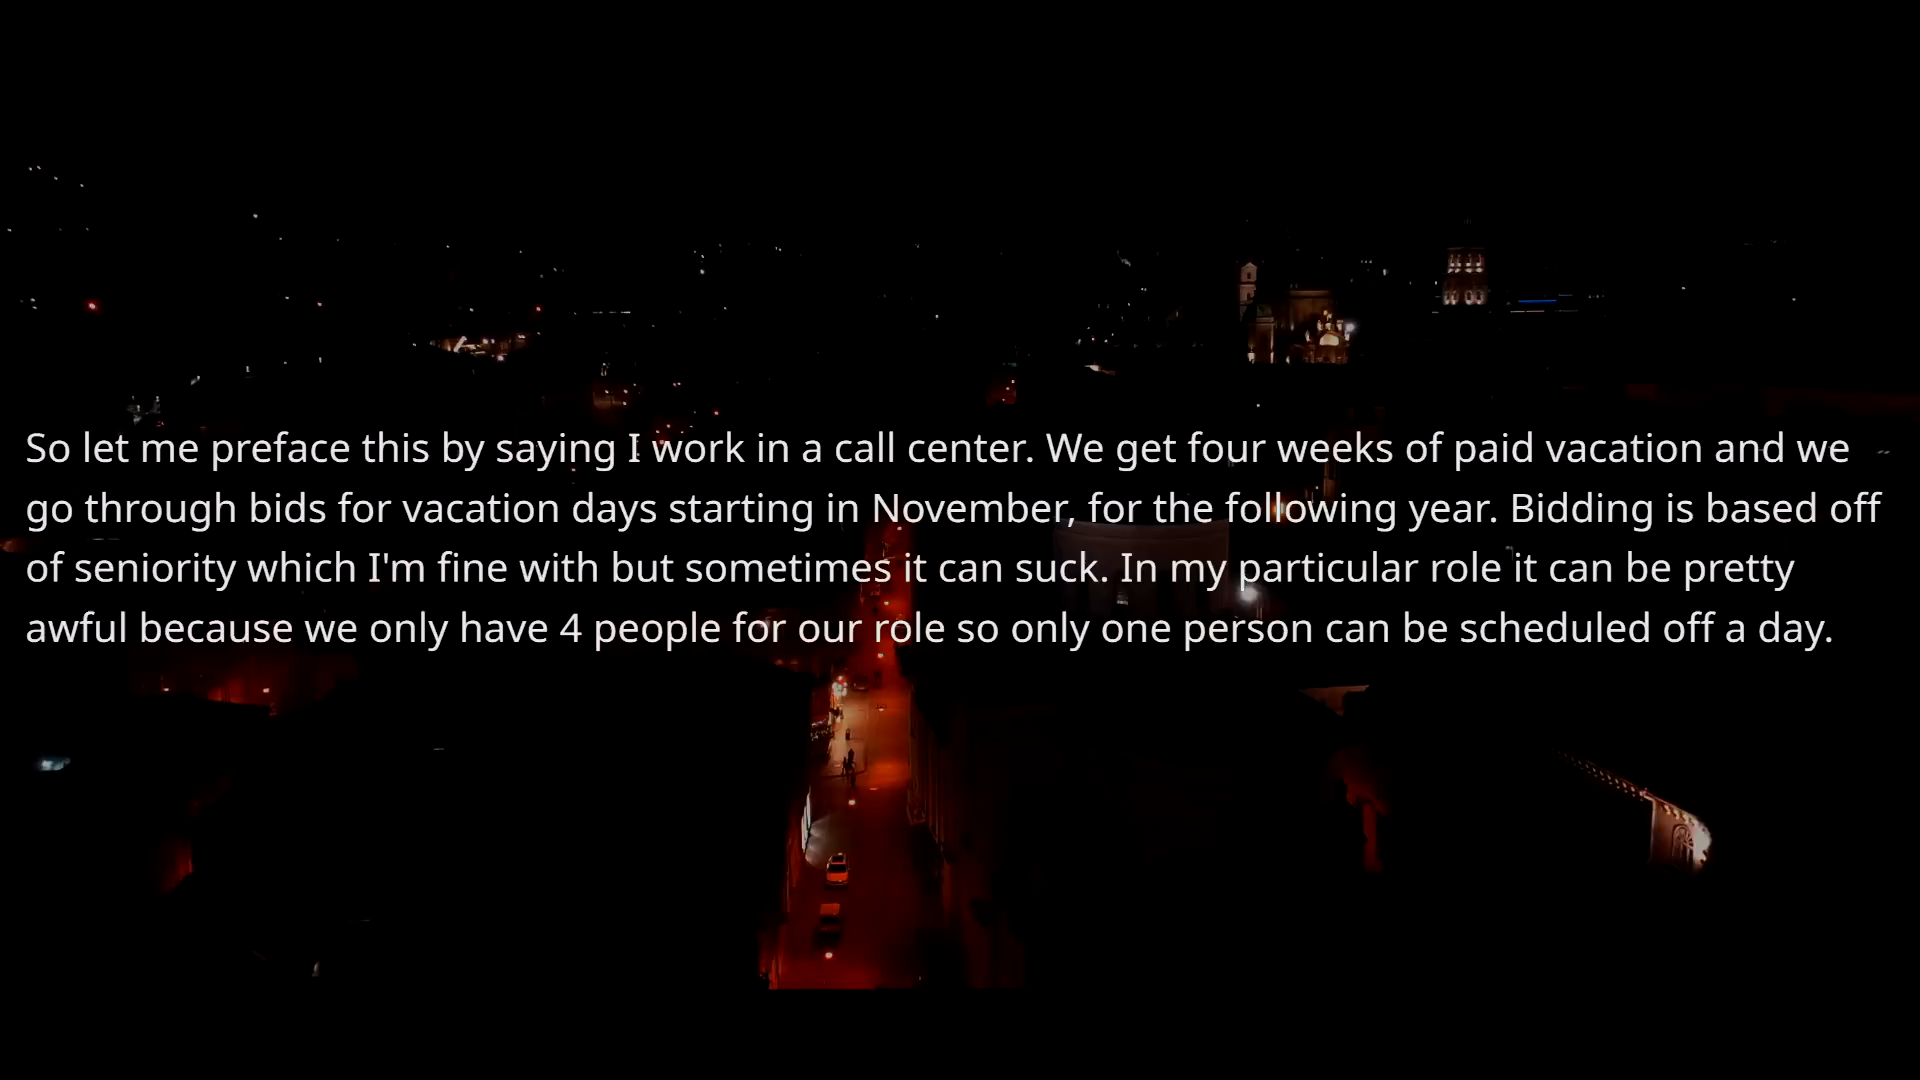 So let me preface this by saying I work in a call center. We get four weeks of paid vacation and we
go through bids for vacation days starting in November, for the following year. Bidding is based off
of seniority which I'm fine with but sometimes it can suck. In my particular role it can be pretty
awful because we only have 4 people for our role so only one person can be scheduled off a day.